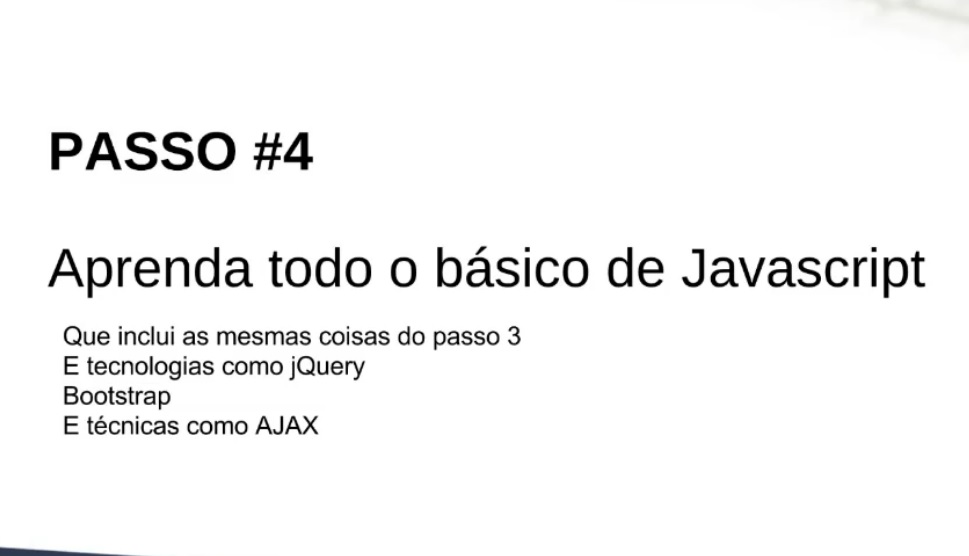 PASSO #4
Aprenda todo o básico de Javascript
Que inclui as mesmas coisas do passo 3
E tecnologias como jQuery
Bootstrap
E técnicas como AJAX